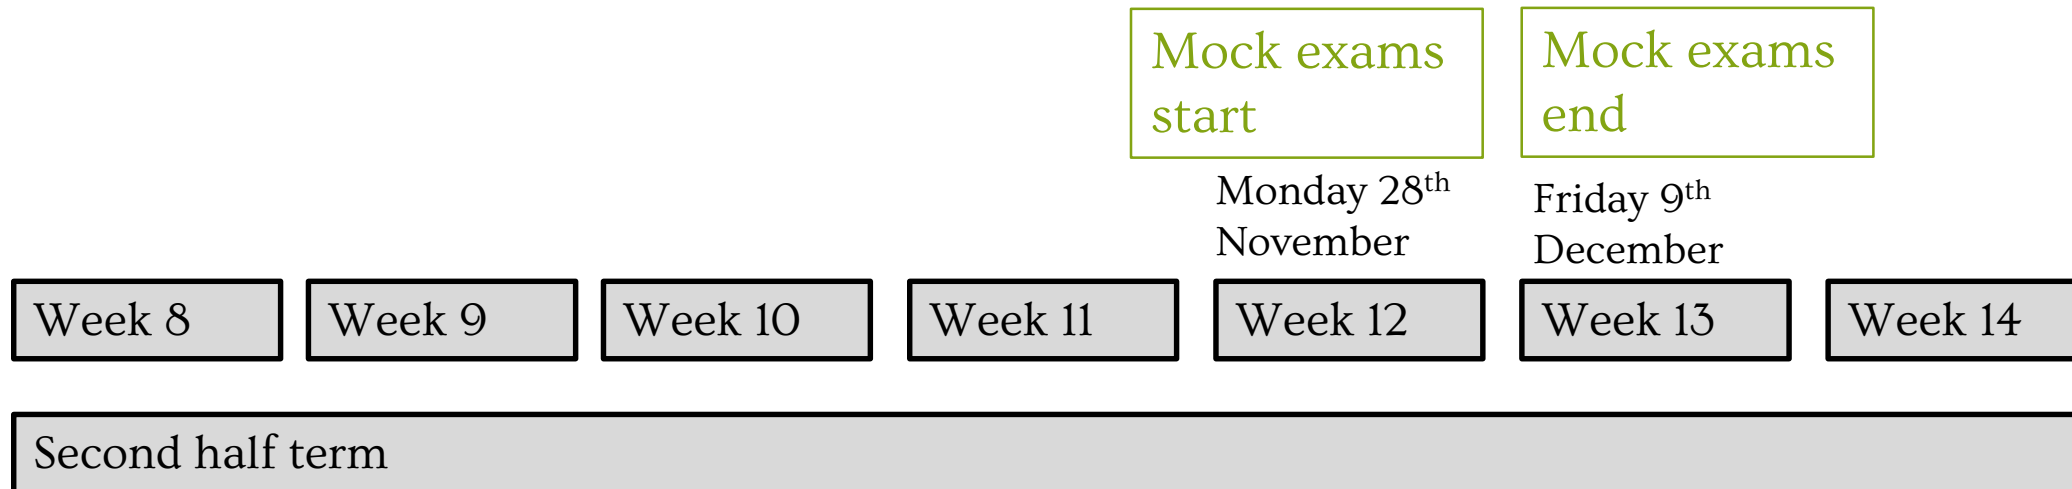 Mock exams
start
Mock exams
end
Monday 28th
November
Friday 9th
December
Week 8
Week 9
Week 10
Week 11
Week 12
Week 13
Week 14
Second half term